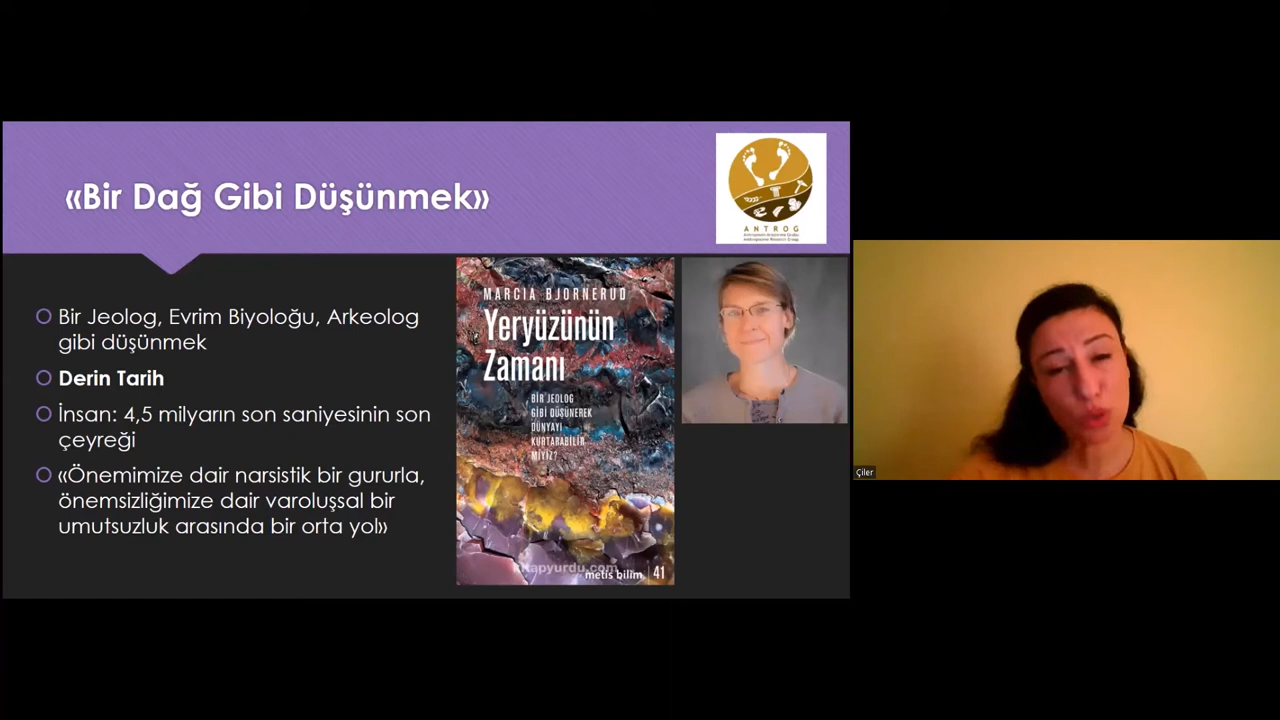 «Bir Dağ Gibi Düşünmek»
ANTROG
Bir Jeolog, Evrim Biyoloğu, Arkeolog
gibi düşünmek
Derin Tarih
İnsan: 4,5 milyarın son saniyesinin son
çeyreği
«Önemimize dair narsistik bir gururla,
önemsizliğimize dair varoluşsal bir
umutsuzluk arasında bir orta yol»
MARCIA BJORNERUD
Yeryüzünün
Zamanı
BİR JEOLOG
GİBİ DÜŞÜNEREK
DÜNYAYI
KURTARABİLİR
MİYİZ?
kitapyurdu.com
metis bilim 41
Çiler